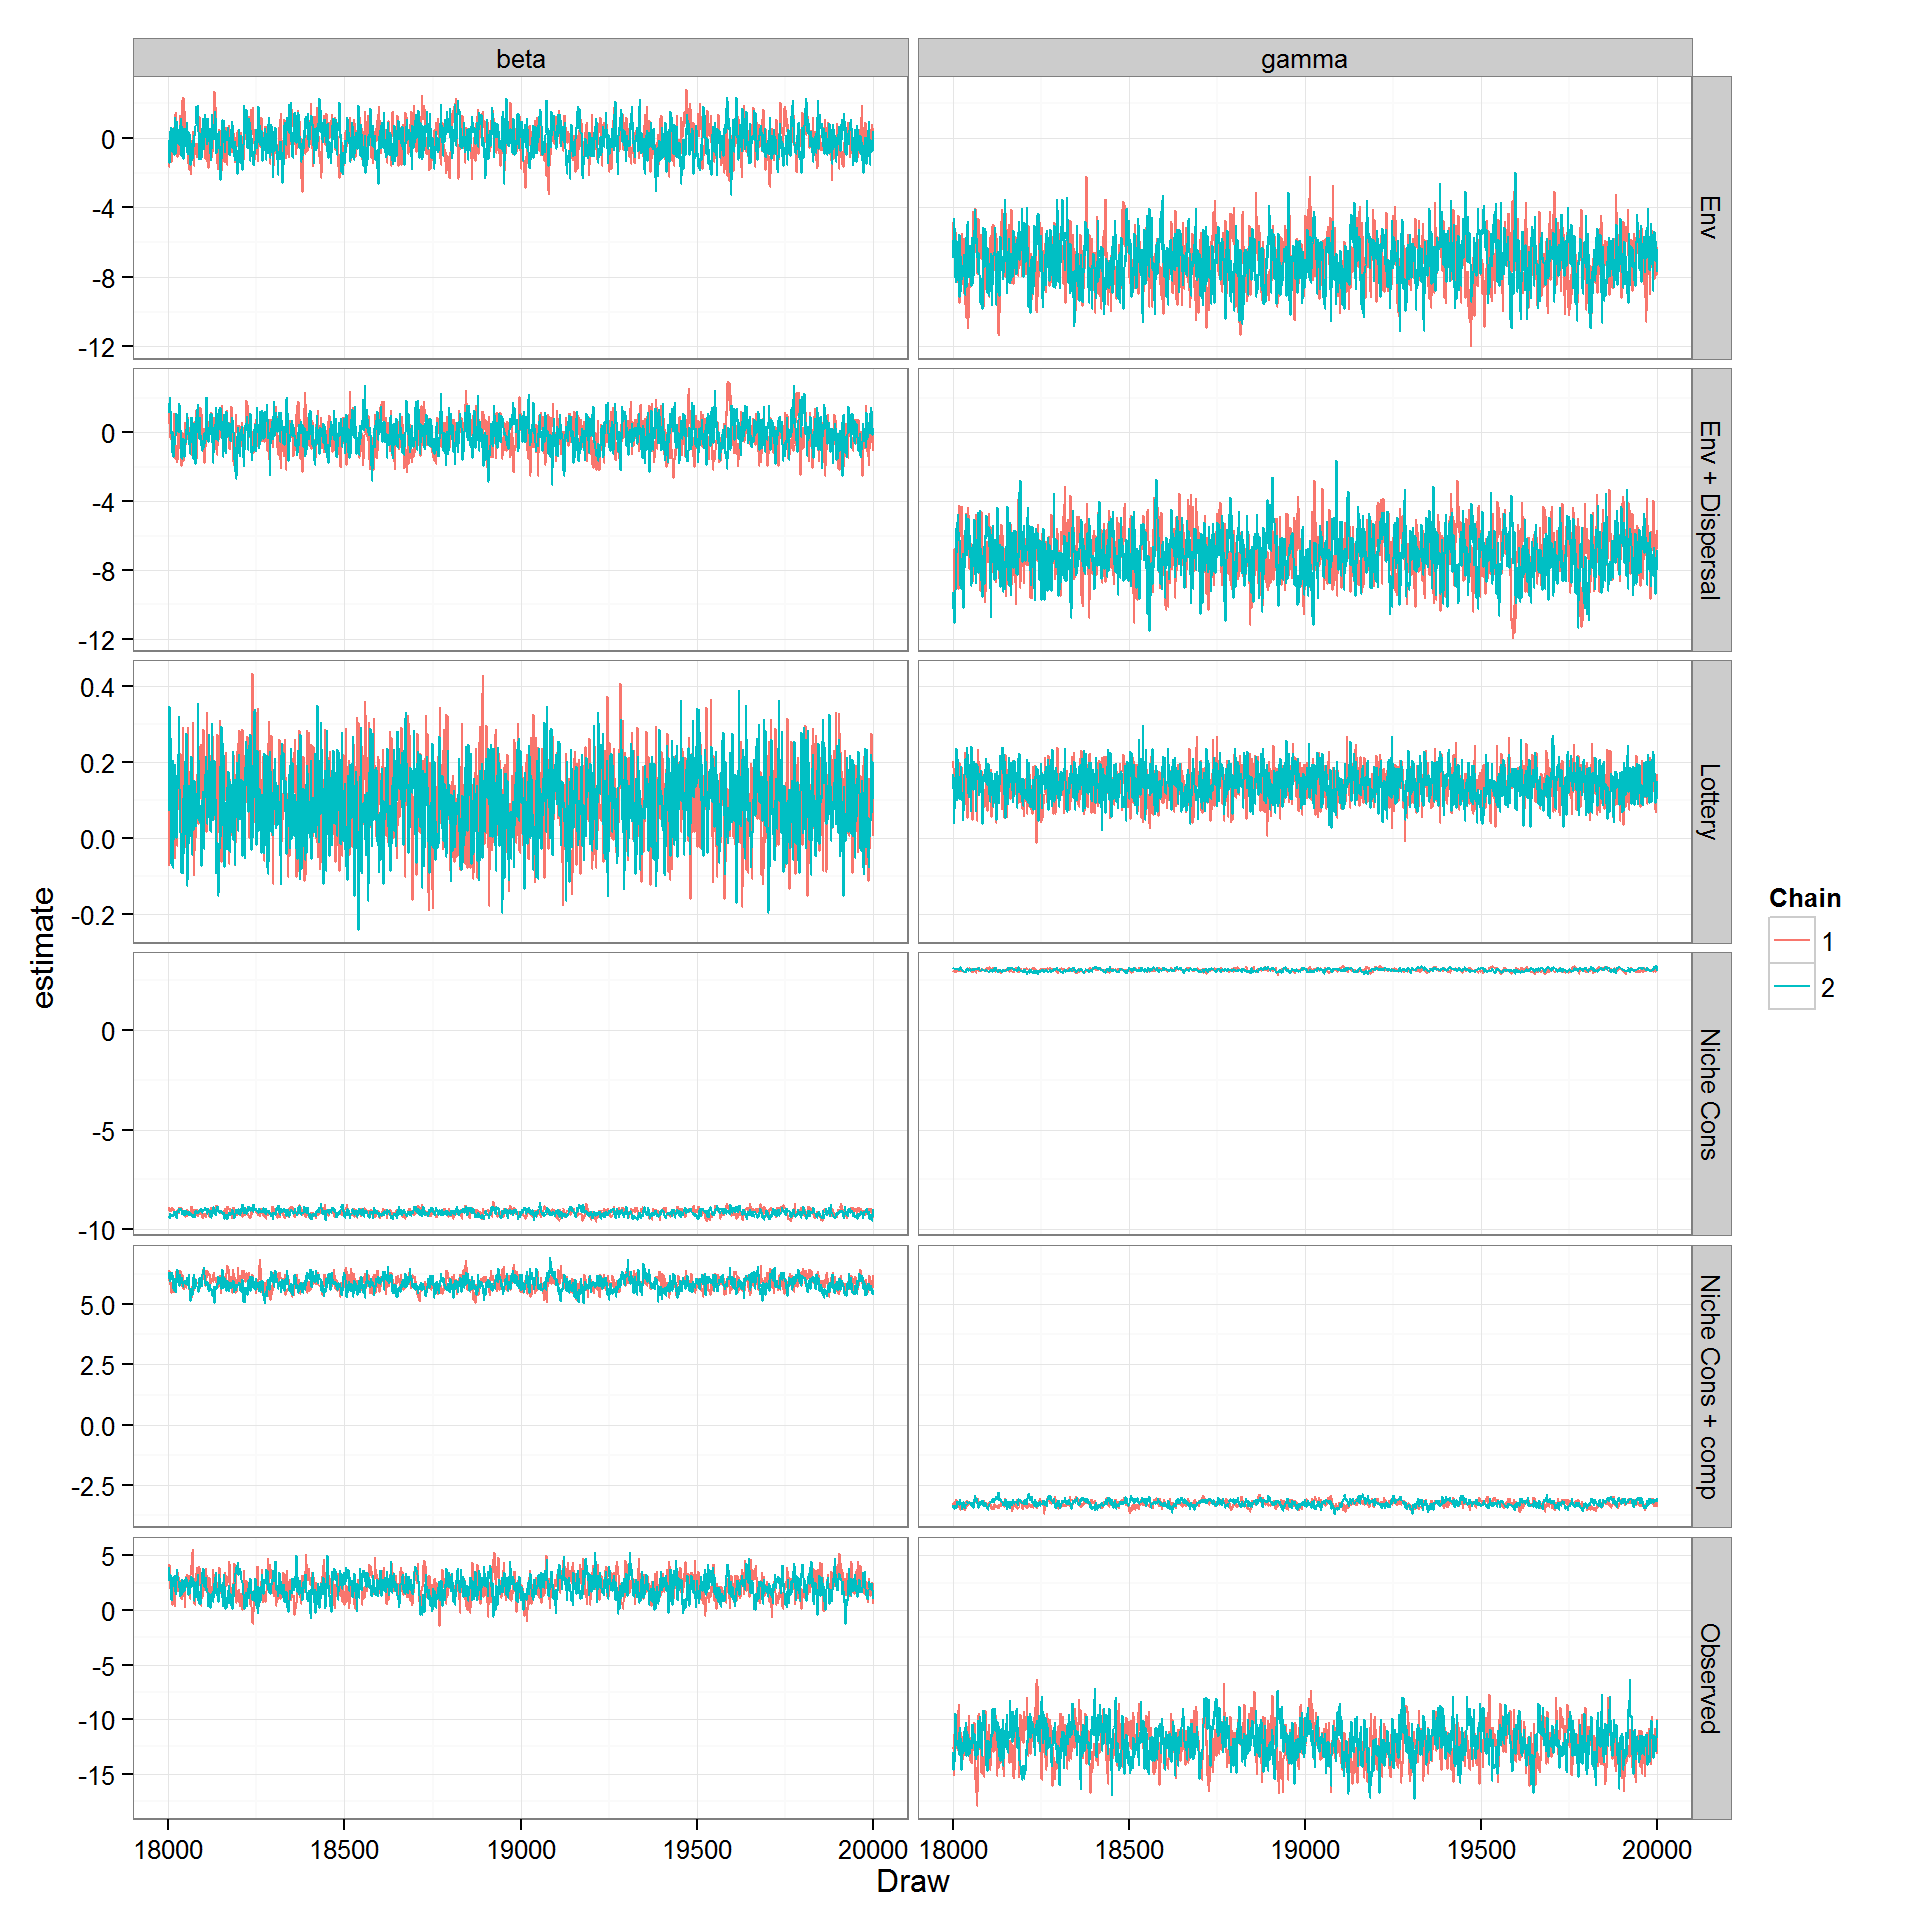 beta
gamma
0
-4
-8
-12
Env
0
-4
-8
-12
Env + Dispersal
0.4
0.2
0.0
-0.2
Lottery
0
-5
-10
Niche Cons
5.0
2.5
0.0
-2.5
Niche Cons + comp
5
0
-5
-10
-15
Observed
18000 18500 19000 19500 20000 18000 18500 19000 19500 20000
Draw
estimate
Chain
1
2